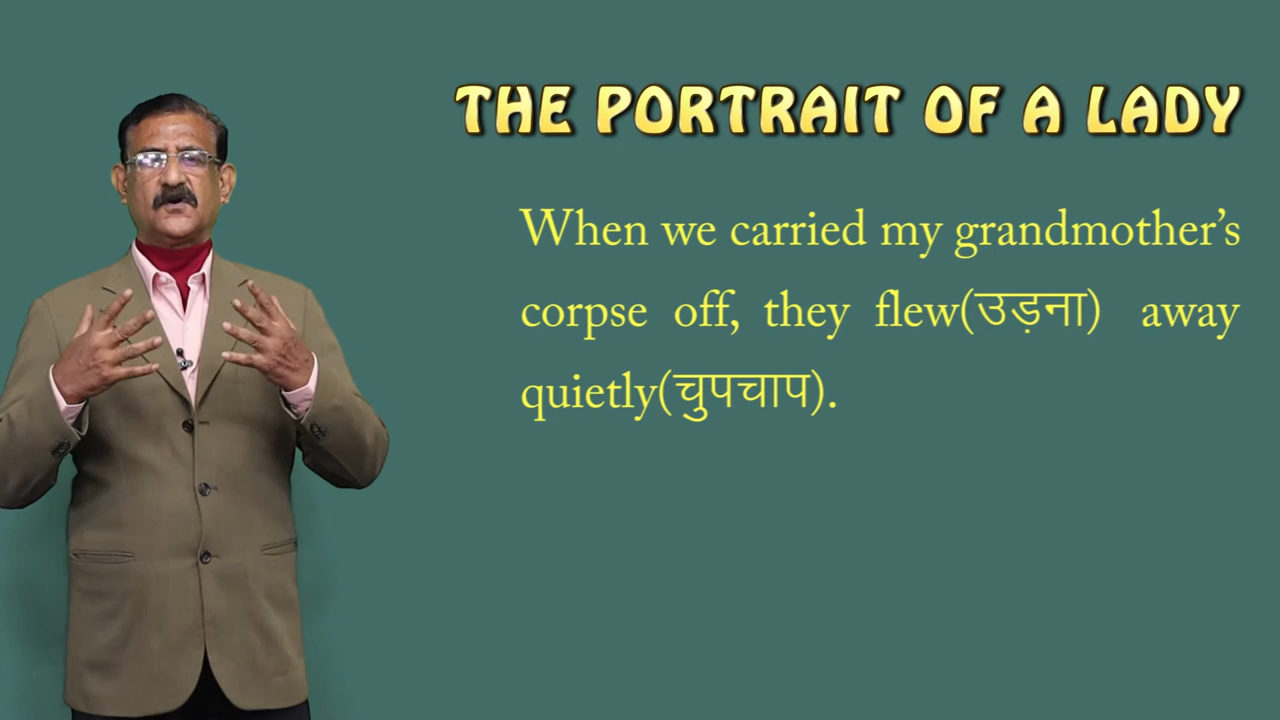 THE PORTRAIT OF A LADY
When we carried my grandmother’s
corpse off, they flew(उड़ना) away
quietly(चुपचाप).